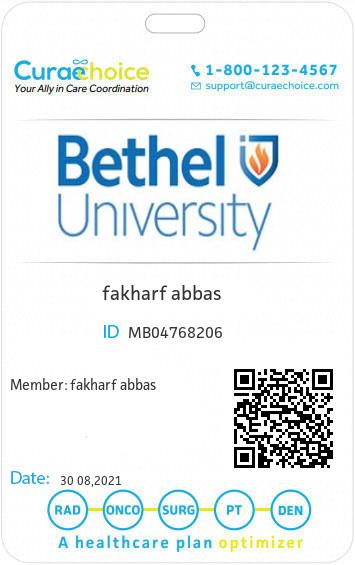 Curaechoice
Your Ally in Care Coordination
1-800-123-4567
support@curaechoice.com
Bethel
University
fakharf abbas
ID MB04768206
Member: fakharf abbas
Date: 30 08,2021
RAD ONCO SURG PT DEN
A healthcare plan optimizer